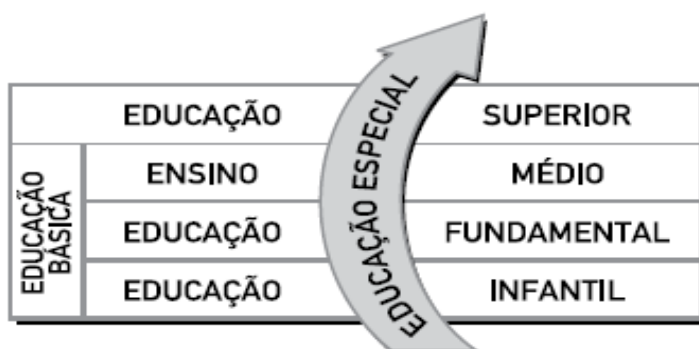 EDUCAÇÃO SUPERIOR
EDUCAÇÃO BÁSICA
ENSINO MÉDIO
EDUCAÇÃO FUNDAMENTAL
EDUCAÇÃO INFANTIL
EDUCAÇÃO ESPECIAL